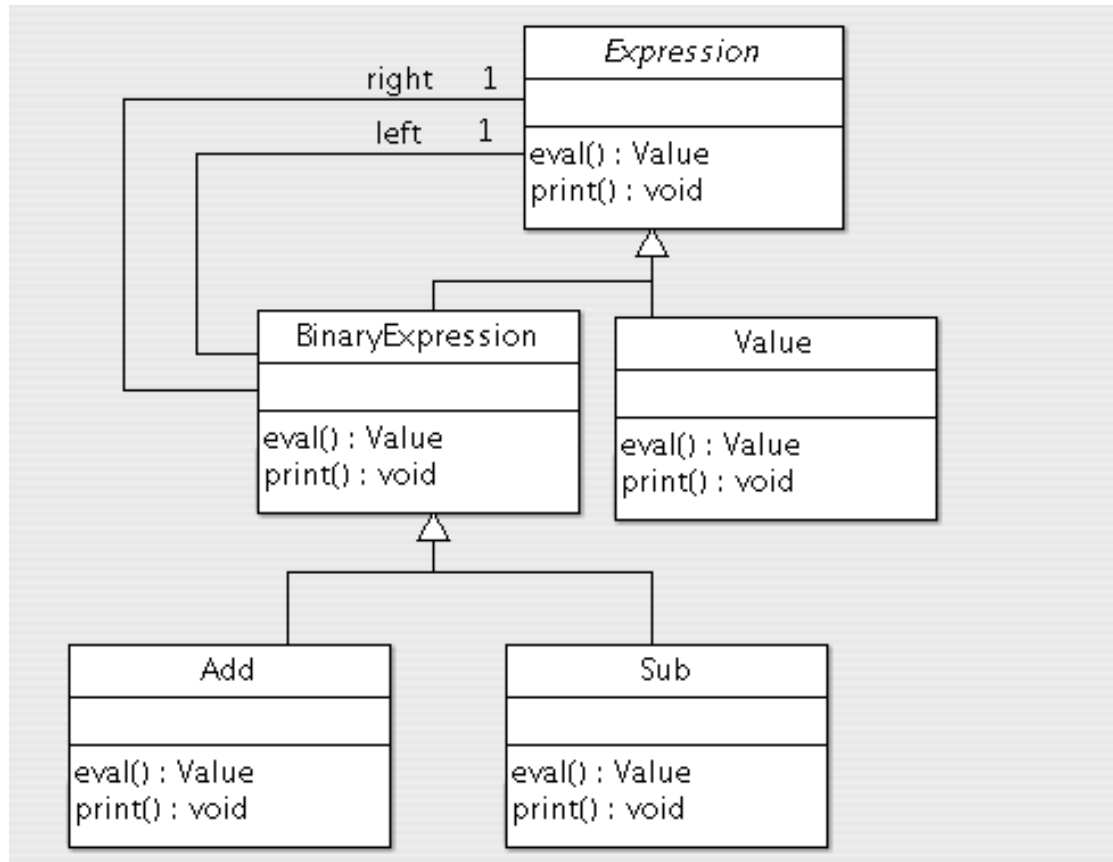 Expression
right 1
left 1
eval() : Value
print() : void
BinaryExpression
eval() : Value
print() : void
Value
eval() : Value
print() : void
Add
eval() : Value
print() : void
Sub
eval() : Value
print() : void